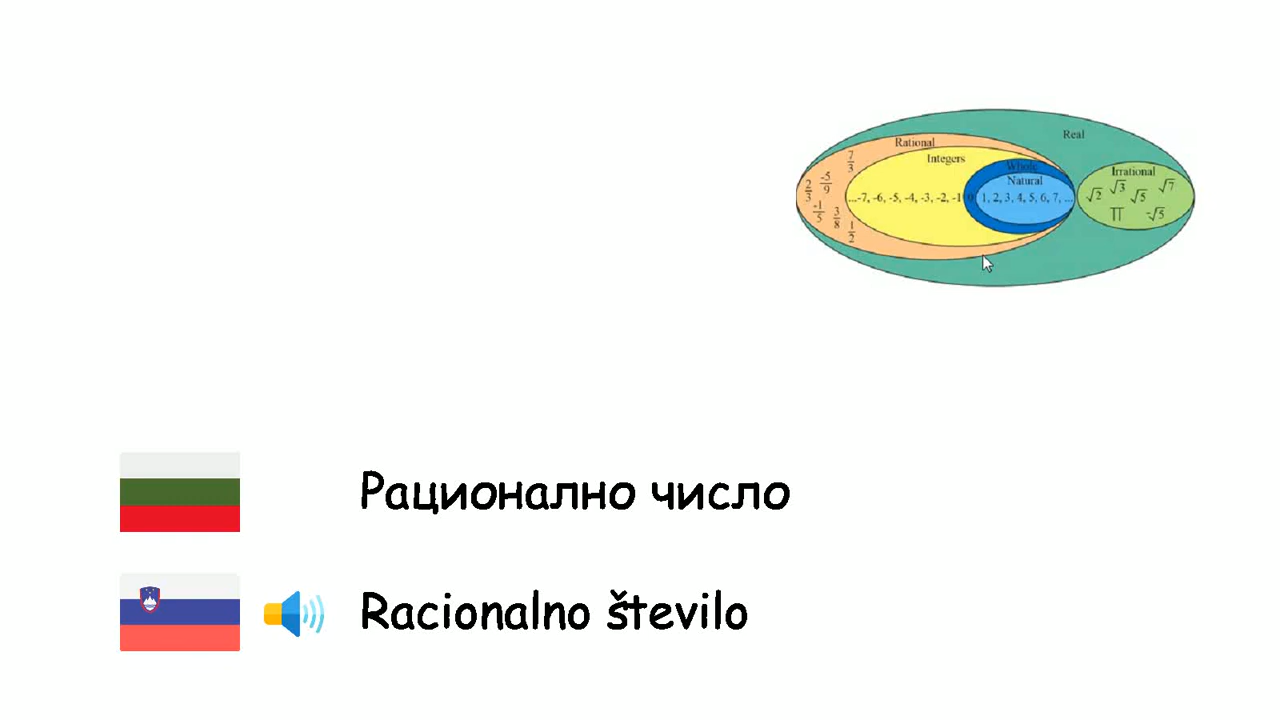 Real
Rational
7/3
Integers
Whole
Irrational
Natural
2/3 -5/9
√2 √3 √5 √7
...-7, -6, -5, -4, -3, -2, -1 0 1, 2, 3, 4, 5, 6, 7, ...
-1/5 3/8 1/2
π -√5
Рационално число
Racionalno število